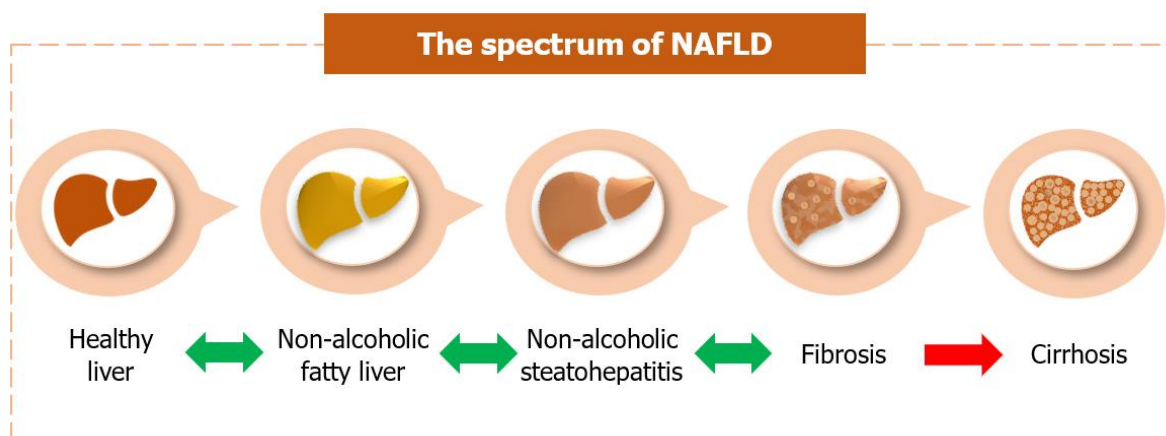 The spectrum of NAFLD
Healthy
liver
Non-alcoholic
fatty liver
Non-alcoholic
steatohepatitis
Fibrosis
Cirrhosis